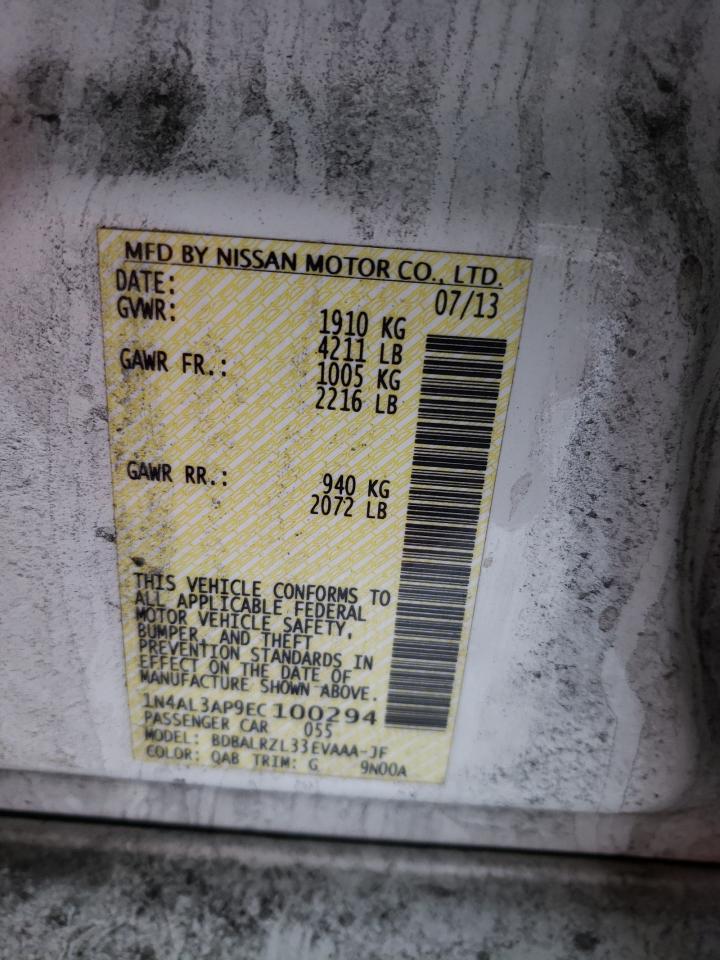 MFD BY NISSAN MOTOR CO., LTD.
DATE: 07/13
GVWR: 1910 KG
4211 LB
GAWR FR.: 1005 KG
2216 LB
GAWR RR.: 940 KG
2072 LB
THIS VEHICLE CONFORMS TO
ALL APPLICABLE FEDERAL
MOTOR VEHICLE SAFETY,
BUMPER, AND THEFT
PREVENTION STANDARDS IN
EFFECT ON THE DATE OF
MANUFACTURE SHOWN ABOVE.
1N4AL3AP9EC100294
PASSENGER CAR 055
MODEL: BDBALRZL33EVAAA-JF
COLOR: QAB TRIM: G 9N00A